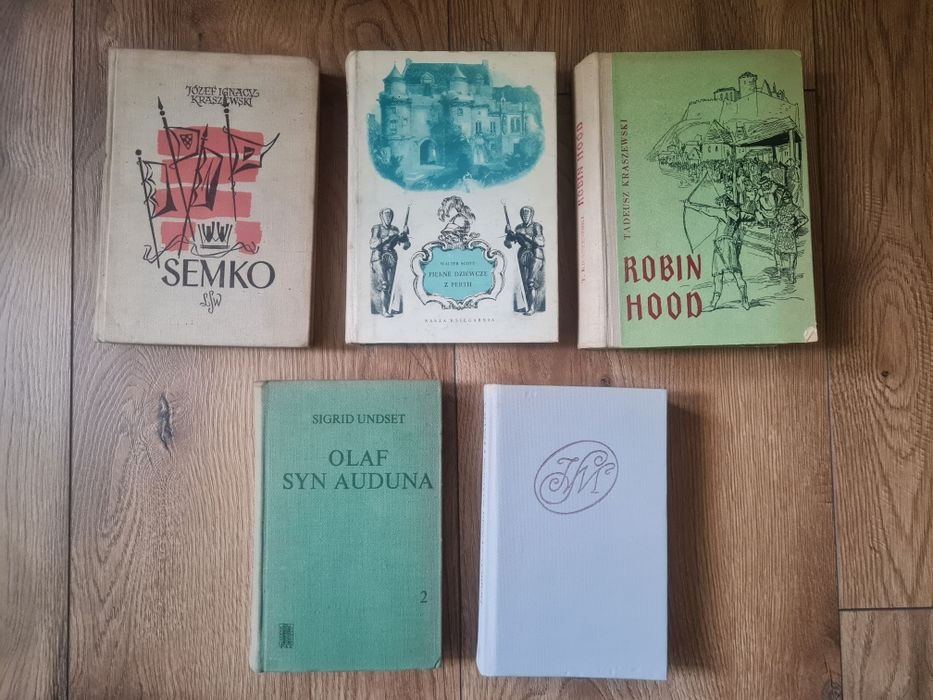 JÓZEF IGNACY
KRASZEWSKI
SEMKO
LSW
WALTER SCOTT
PIĘKNE DZIEWCZĘ
Z PERTH
NASZA KSIĘGARNIA
ROBIN HOOD
TADEUSZ KRASZEWSKI
ROBIN
HOOD
SIGRID UNDSET
OLAF
SYN AUDUNA
2